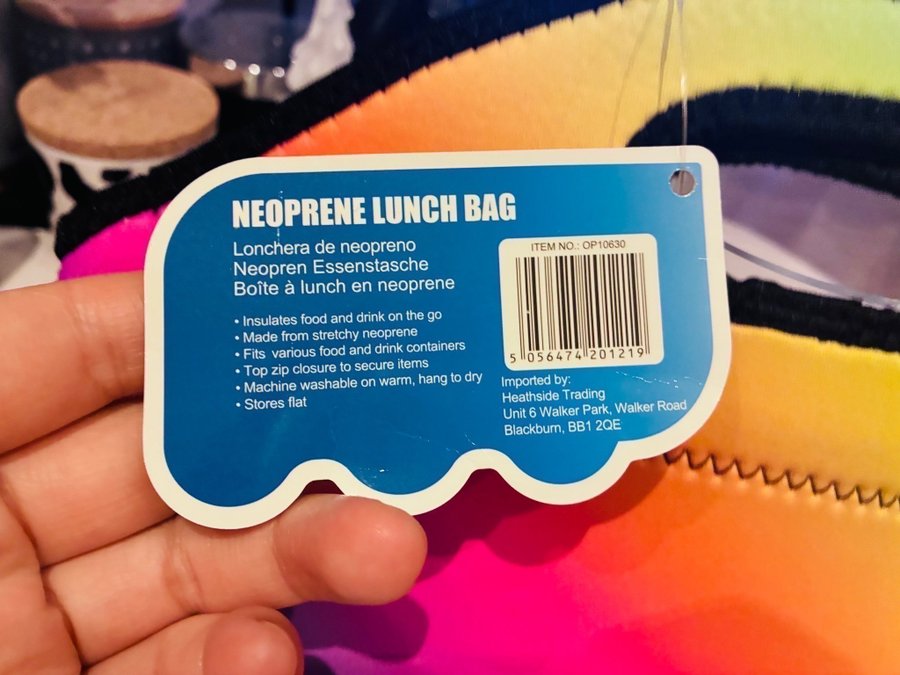 NEOPRENE LUNCH BAG
Lonchera de neopreno
Neopren Essenstasche
Boîte à lunch en neoprene
• Insulates food and drink on the go
• Made from stretchy neoprene
• Fits various food and drink containers
• Top zip closure to secure items
• Machine washable on warm, hang to dry
• Stores flat
ITEM NO.: OP10630
5 056474 201219
Imported by:
Heathside Trading
Unit 6 Walker Park, Walker Road
Blackburn, BB1 2QE